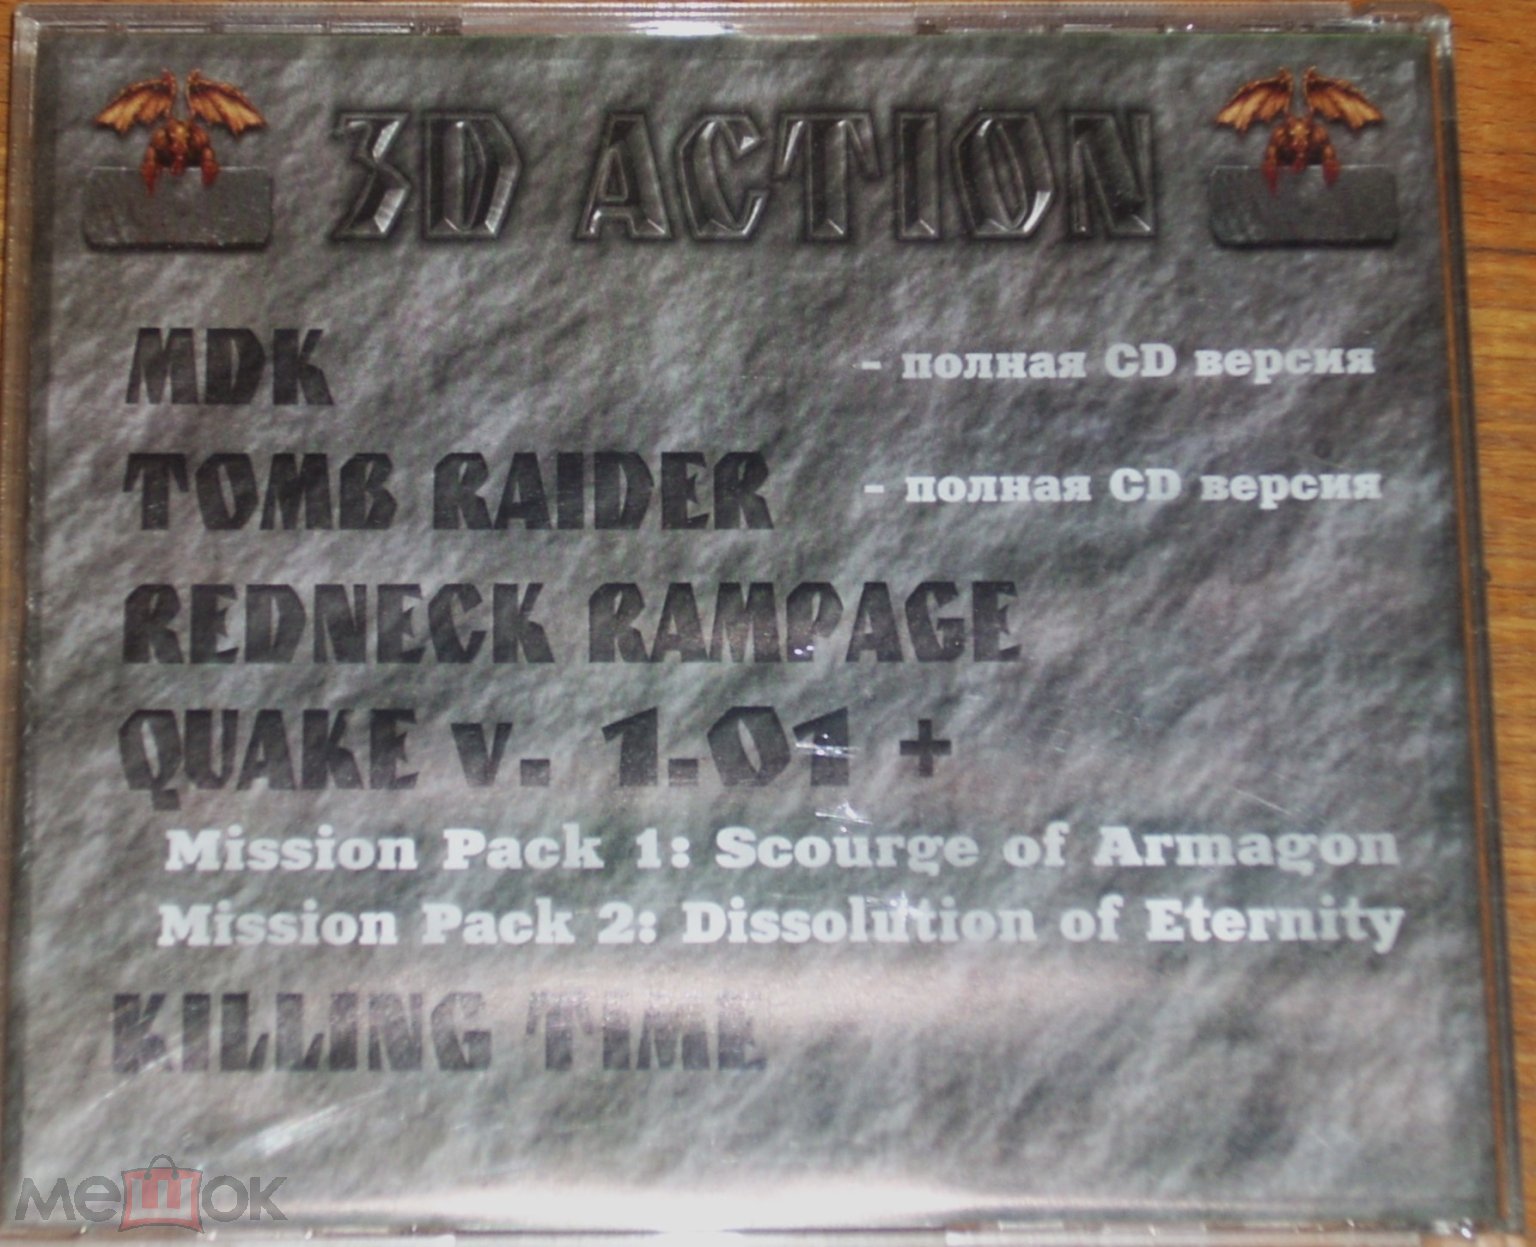 3D ACTION
MDK - полная CD версия
TOMB RAIDER - полная CD версия
REDNECK RAMPAGE
QUAKE v. 1.01 +
Mission Pack 1: Scourge of Armagon
Mission Pack 2: Dissolution of Eternity
KILLING TIME
мешок